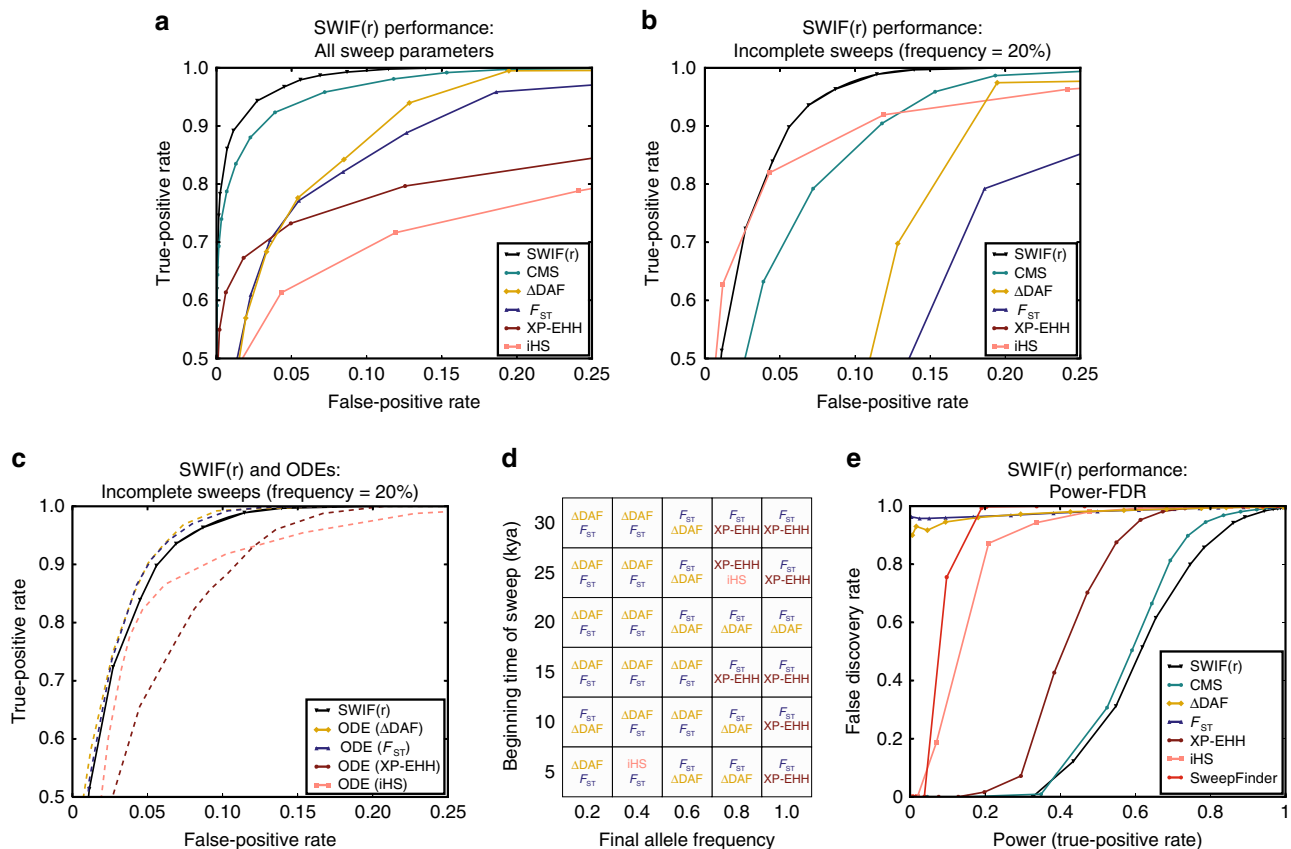 a
SWIF(r) performance:
All sweep parameters
True-positive rate
1.0
0.9
0.8
0.7
0.6
0.5
0
0.05
0.10
0.15
0.20
0.25
False-positive rate
SWIF(r)
CMS
ΔDAF
FST
XP-EHH
iHS
b
SWIF(r) performance:
Incomplete sweeps (frequency = 20%)
True-positive rate
1.0
0.9
0.8
0.7
0.6
0.5
0
0.05
0.10
0.15
0.20
0.25
False-positive rate
SWIF(r)
CMS
ΔDAF
FST
XP-EHH
iHS
c
SWIF(r) and ODEs:
Incomplete sweeps (frequency = 20%)
True-positive rate
1.0
0.9
0.8
0.7
0.6
0.5
0
0.05
0.10
0.15
0.20
0.25
False-positive rate
SWIF(r)
ODE (ΔDAF)
ODE (FST)
ODE (XP-EHH)
ODE (iHS)
d
Beginning time of sweep (kya)
30
ΔDAF ΔDAF FST FST FST
FST FST ΔDAF XP-EHH XP-EHH
25
ΔDAF ΔDAF FST XP-EHH FST
FST FST ΔDAF iHS XP-EHH
20
ΔDAF ΔDAF FST FST FST
FST FST ΔDAF ΔDAF ΔDAF
15
ΔDAF ΔDAF ΔDAF FST FST
FST FST FST XP-EHH XP-EHH
10
FST ΔDAF ΔDAF FST FST
ΔDAF FST FST ΔDAF XP-EHH
5
ΔDAF iHS FST FST FST
FST FST ΔDAF ΔDAF XP-EHH
0.2 0.4 0.6 0.8 1.0
Final allele frequency
e
SWIF(r) performance:
Power-FDR
False discovery rate
1.0
0.8
0.6
0.4
0.2
0
0
0.2
0.4
0.6
0.8
1
Power (true-positive rate)
SWIF(r)
CMS
ΔDAF
FST
XP-EHH
iHS
SweepFinder